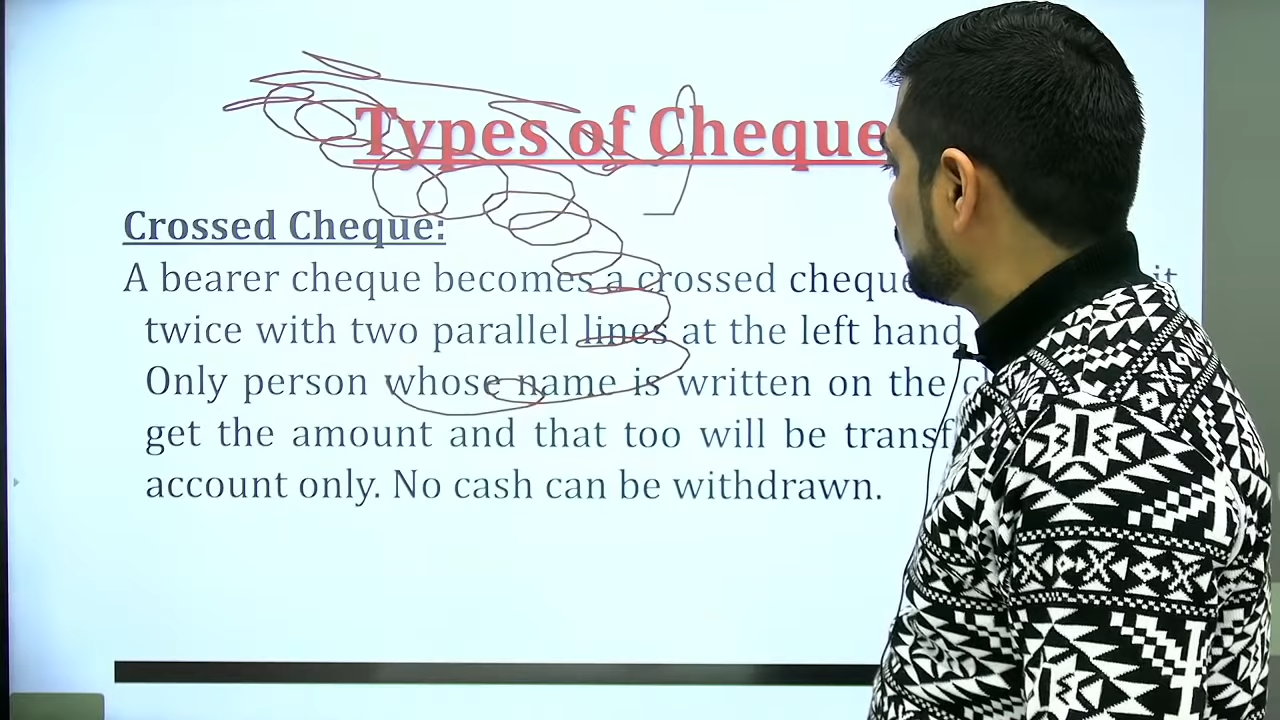 Types of Cheque
Crossed Cheque:
A bearer cheque becomes a crossed cheque it
twice with two parallel lines at the left hand
Only person whose name is written on the
get the amount and that too will be
account only. No cash can be withdrawn.